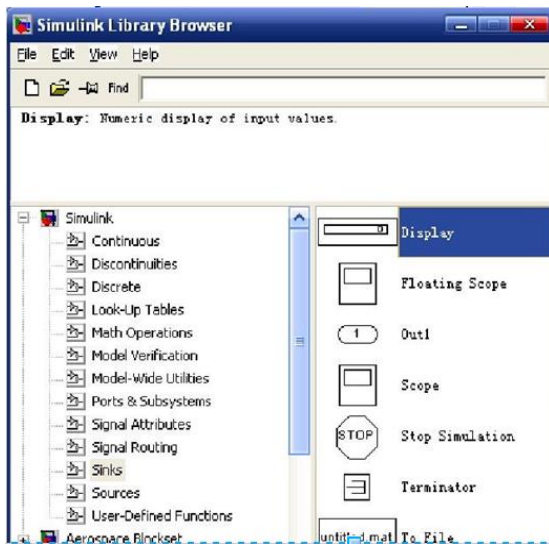 Simulink Library Browser
File Edit View Help
Find
Display: Numeric display of input values.
Simulink
Continuous
Discontinuities
Discrete
Look-Up Tables
Math Operations
Model Verification
Model-Wide Utilities
Ports & Subsystems
Signal Attributes
Signal Routing
Sinks
Sources
User-Defined Functions
Aerospace Blockset
Display
Floating Scope
1 Out1
Scope
STOP Stop Simulation
Terminator
untitled.mat To File